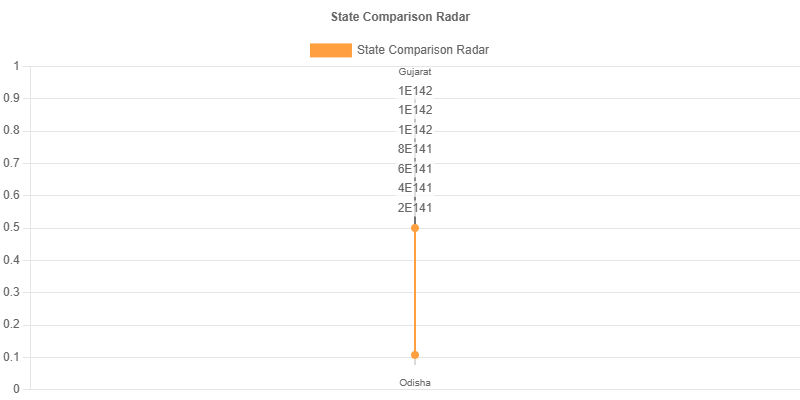 State Comparison Radar
State Comparison Radar
1
Gujarat
1E142
0.9
1E142
0.8
1E142
8E141
0.7
6E141
0.6
4E141
2E141
0.5
0.4
0.3
0.2
0.1
Odisha
0